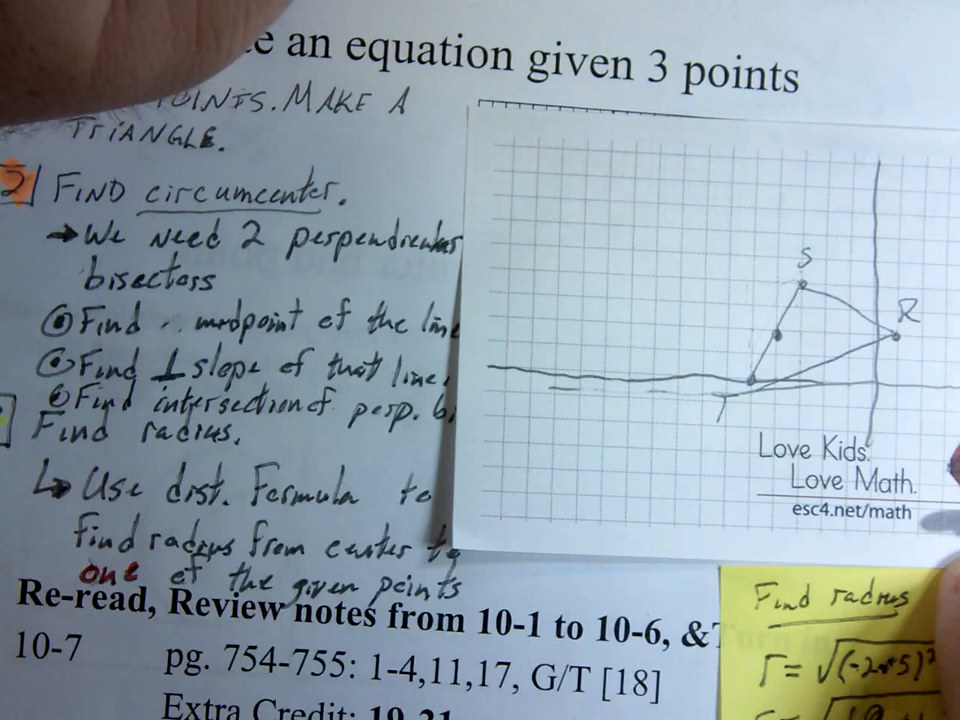 e an equation given 3 points
POINTS. MAKE A
TRIANGLE.
2 FIND circumcenter.
→ We need 2 perpendicular
bisectors
Find midpoint of the line
Find ⊥ slope of that line.
Find intersection of perp. b
Find radius.
↳ Use dist. Formula to
find radius from center to
one of the given points
S
R
T
Love Kids.
Love Math.
esc4.net/math
Re-read, Review notes from 10-1 to 10-6, &T
10-7 pg. 754-755: 1-4,11,17, G/T [18]
Extra Credit: 19-21
Find radius
r = √(-2+5)²